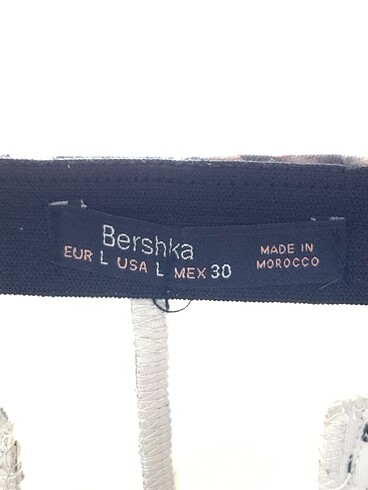 Bershka
EUR L USA L MEX 30
MADE IN
MOROCCO